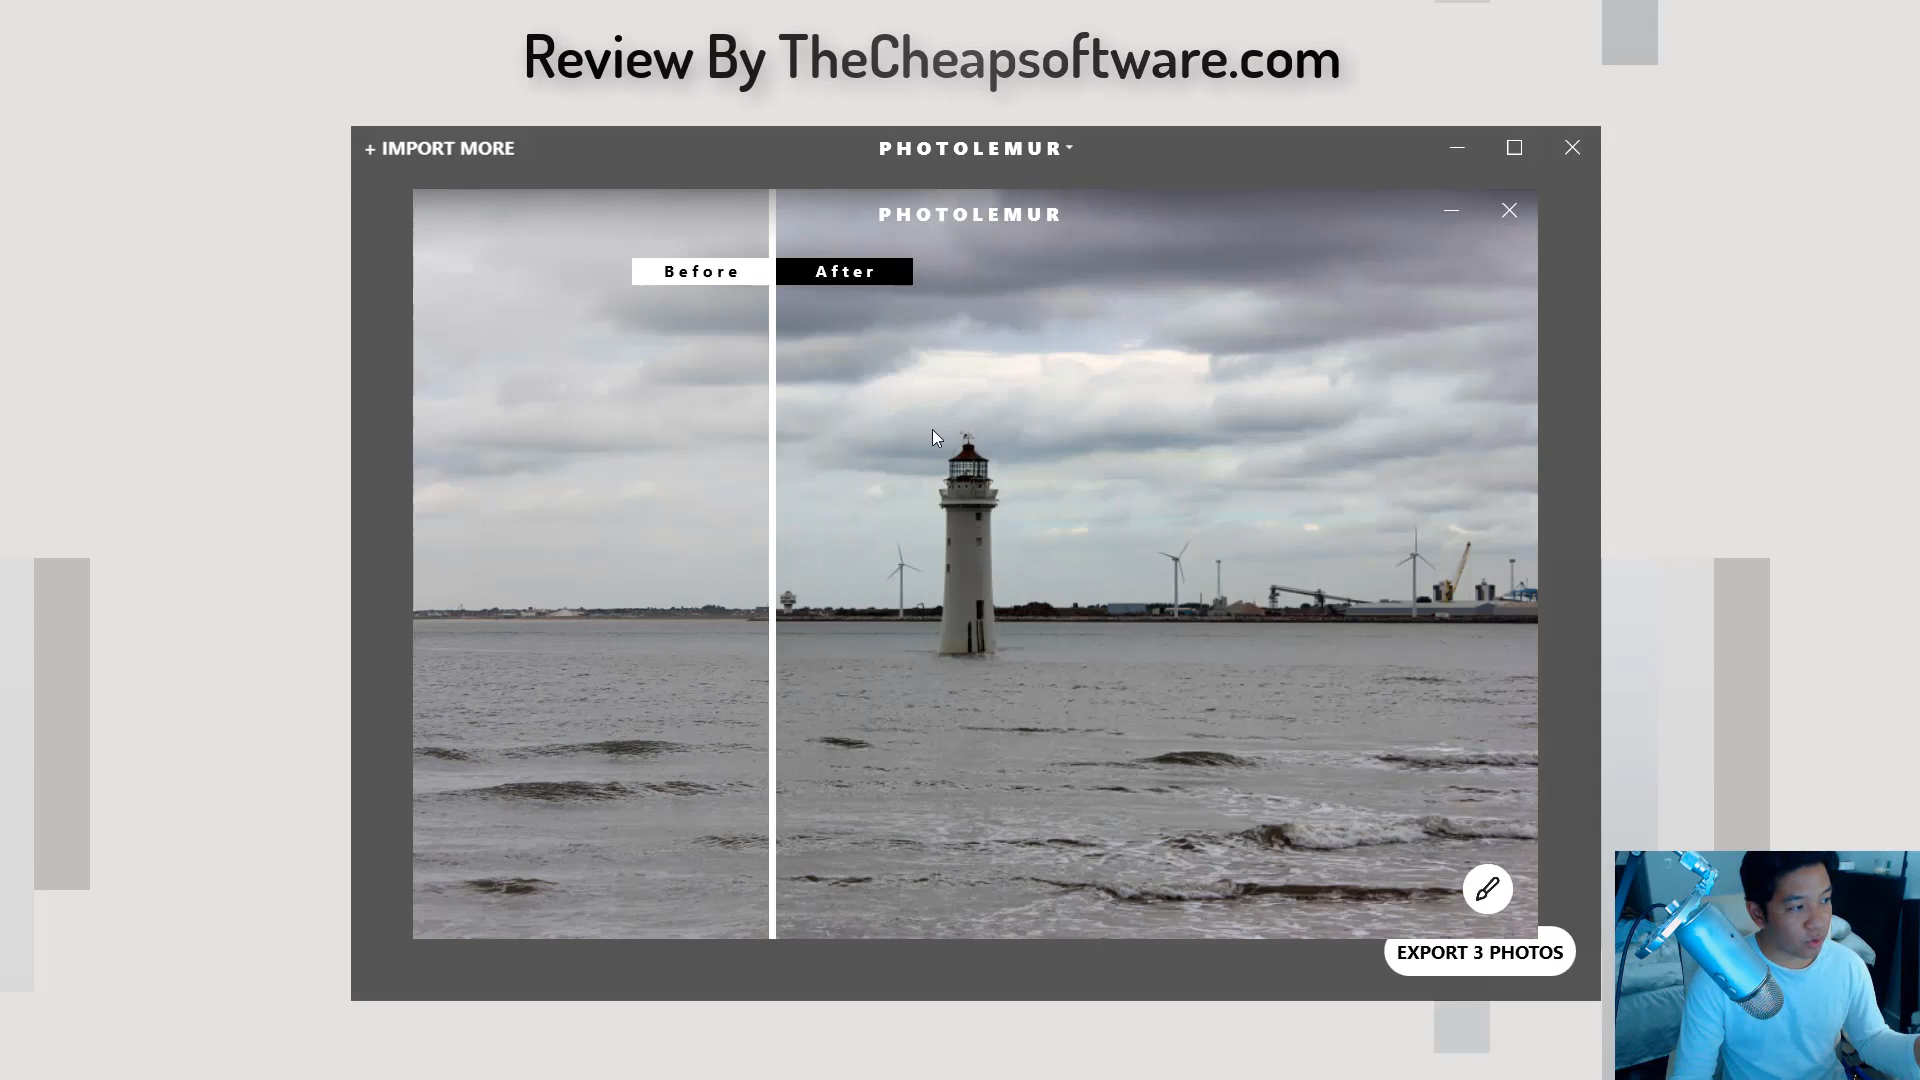 Review By TheCheapsoftware.com
+ IMPORT MORE
PHOTOLEMUR
PHOTOLEMUR
Before
After
EXPORT 3 PHOTOS